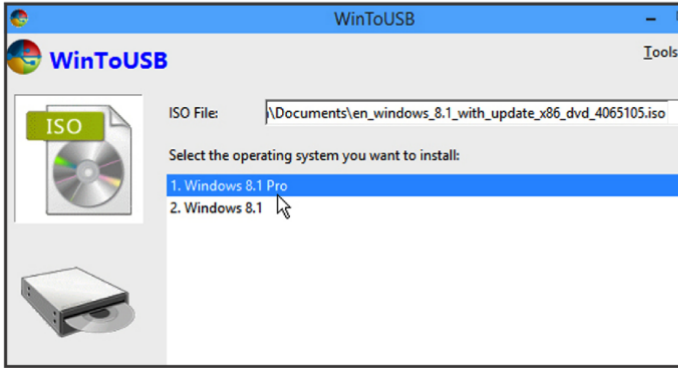 WinToUSB
WinToUSB
Tools
ISO File: \Documents\en_windows_8.1_with_update_x86_dvd_4065105.iso
ISO
Select the operating system you want to install:
1. Windows 8.1 Pro
2. Windows 8.1